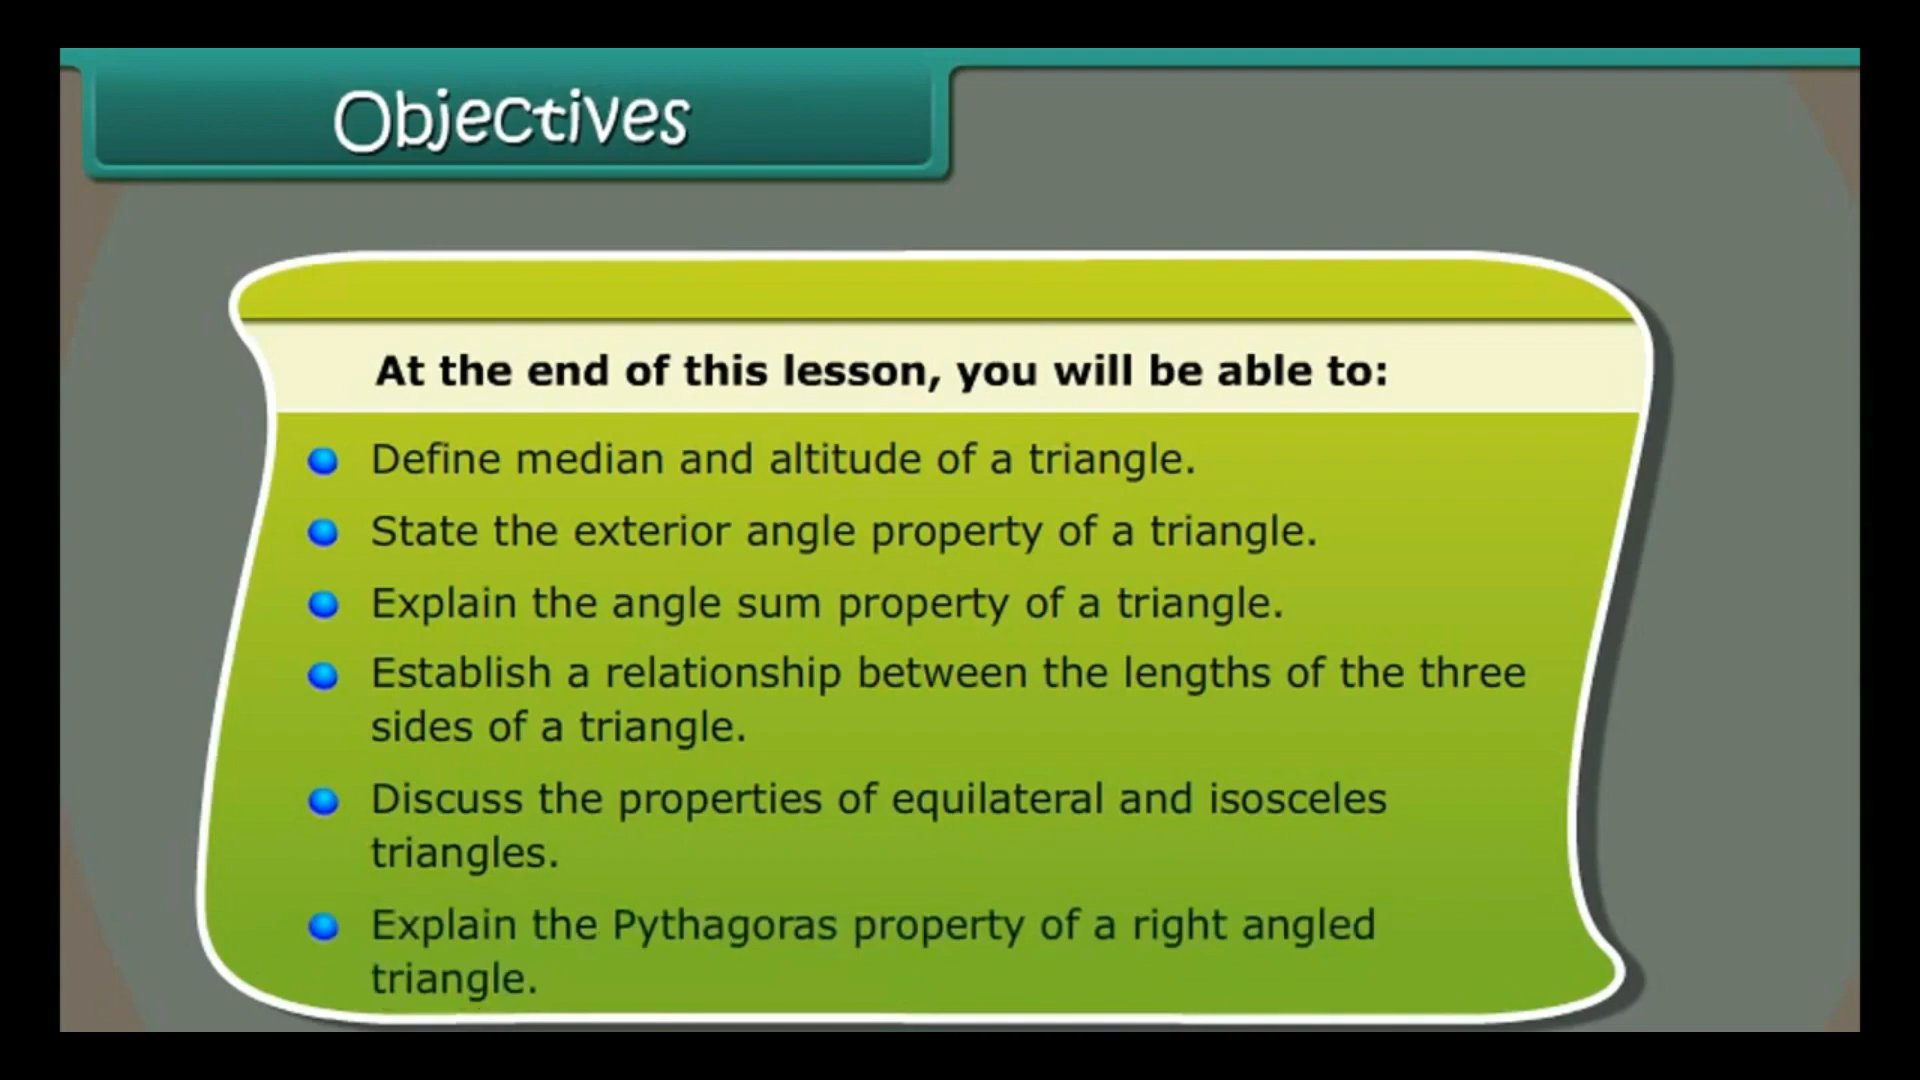 Objectives
At the end of this lesson, you will be able to:
Define median and altitude of a triangle.
State the exterior angle property of a triangle.
Explain the angle sum property of a triangle.
Establish a relationship between the lengths of the three
sides of a triangle.
Discuss the properties of equilateral and isosceles
triangles.
Explain the Pythagoras property of a right angled
triangle.